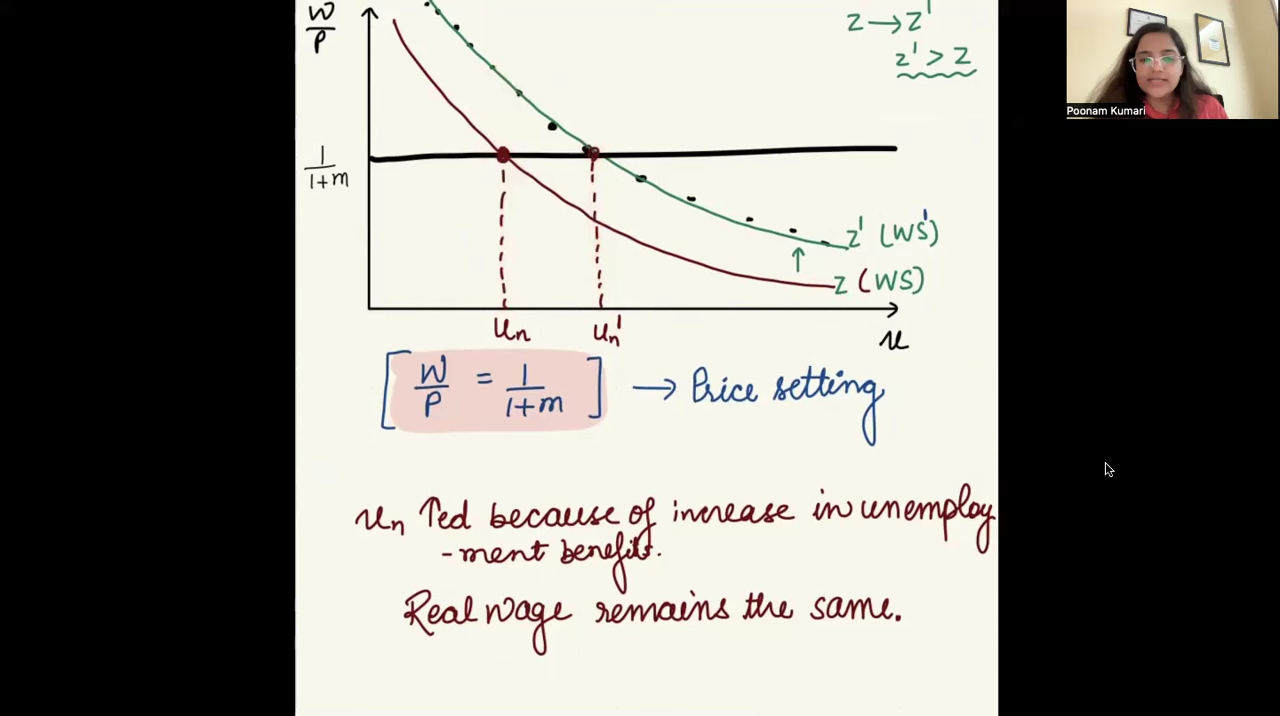 W/P
z → z'
z' > z
Poonam Kumari
1/1+m
z' (WS')
↑
z (WS)
un
un'
u
[ W/P = 1/1+m ] → Price setting
un ↑ed because of increase in unemploy
-ment benefits.
Real wage remains the same.